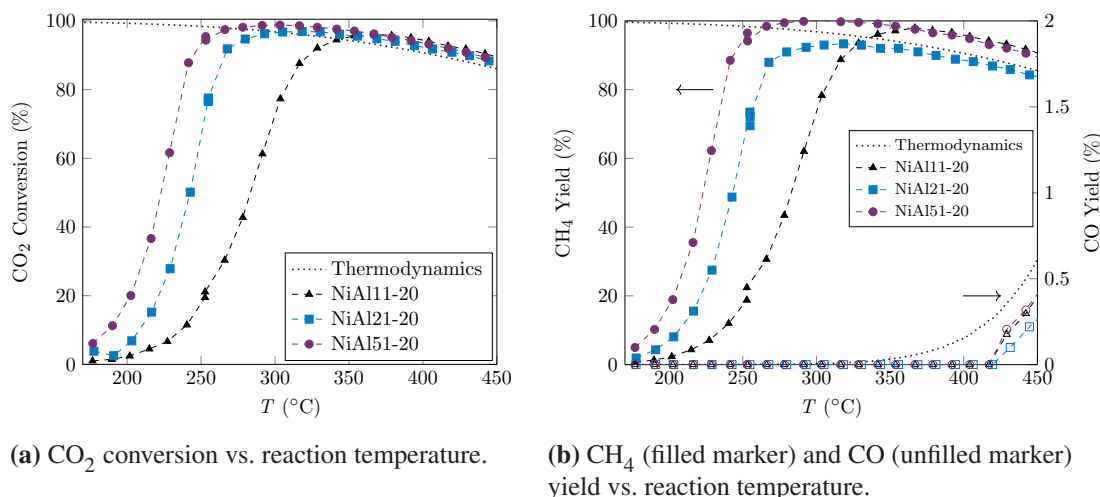 100
80
60
40
20
0
CO2 Conversion (%)
Thermodynamics
NiAl11-20
NiAl21-20
NiAl51-20
200 250 300 350 400 450
T (°C)
(a) CO2 conversion vs. reaction temperature.
100
80
60
40
20
0
CH4 Yield (%)
Thermodynamics
NiAl11-20
NiAl21-20
NiAl51-20
2
1.5
1
0.5
0
CO Yield (%)
200 250 300 350 400 450
T (°C)
(b) CH4 (filled marker) and CO (unfilled marker)
yield vs. reaction temperature.